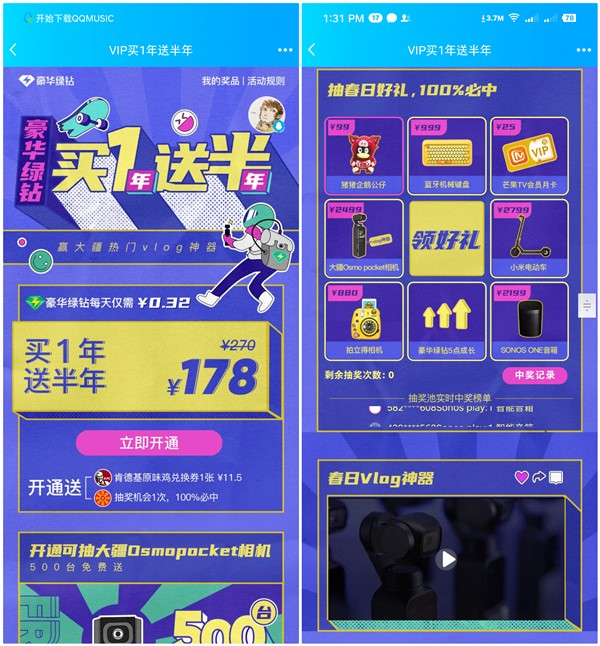 开始下载QQMUSIC
VIP买1年送半年
豪华绿钻
我的奖品 | 活动规则
豪华绿钻
买1年送半年
赢大疆热门vlog神器
豪华绿钻每天仅需 ¥0.32
买1年
送半年
¥270
¥178
立即开通
开通送
肯德基原味鸡兑换券1张 ¥11.5
抽奖机会1次，100%必中
开通可抽大疆Osmopocket相机
500台免费送
500台
1:31 PM 17
3.7M
78
VIP买1年送半年
抽春日好礼，100%必中
¥99
猪猪企鹅公仔
¥999
蓝牙机械键盘
¥25
VIP
芒果TV会员月卡
¥2499
+vlog神器
大疆Osmo pocket相机
领好礼
¥2799
小米电动车
¥880
拍立得相机
豪华绿钻5点成长
¥2199
SONOS ONE音箱
剩余抽奖次数: 0
中奖记录
抽奖池实时中奖榜单
582****608Sonos play:1 智能音箱
春日Vlog神器